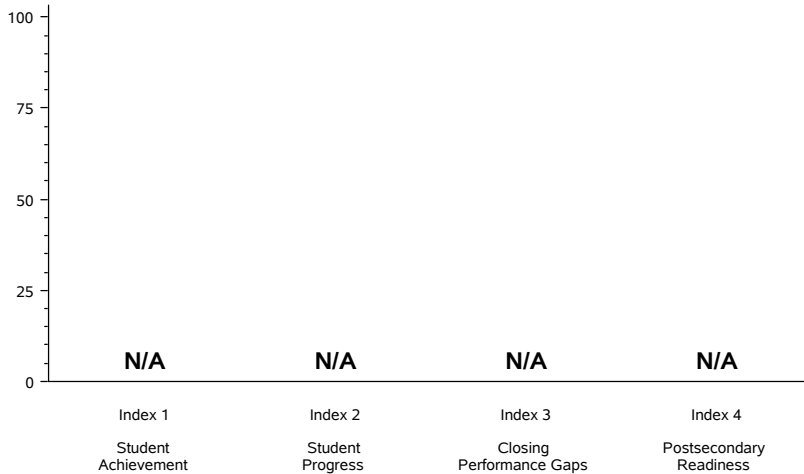 100
75
50
25
0
N/A N/A N/A N/A
Index 1 Index 2 Index 3 Index 4
Student Student Closing Postsecondary
Achievement Progress Performance Gaps Readiness